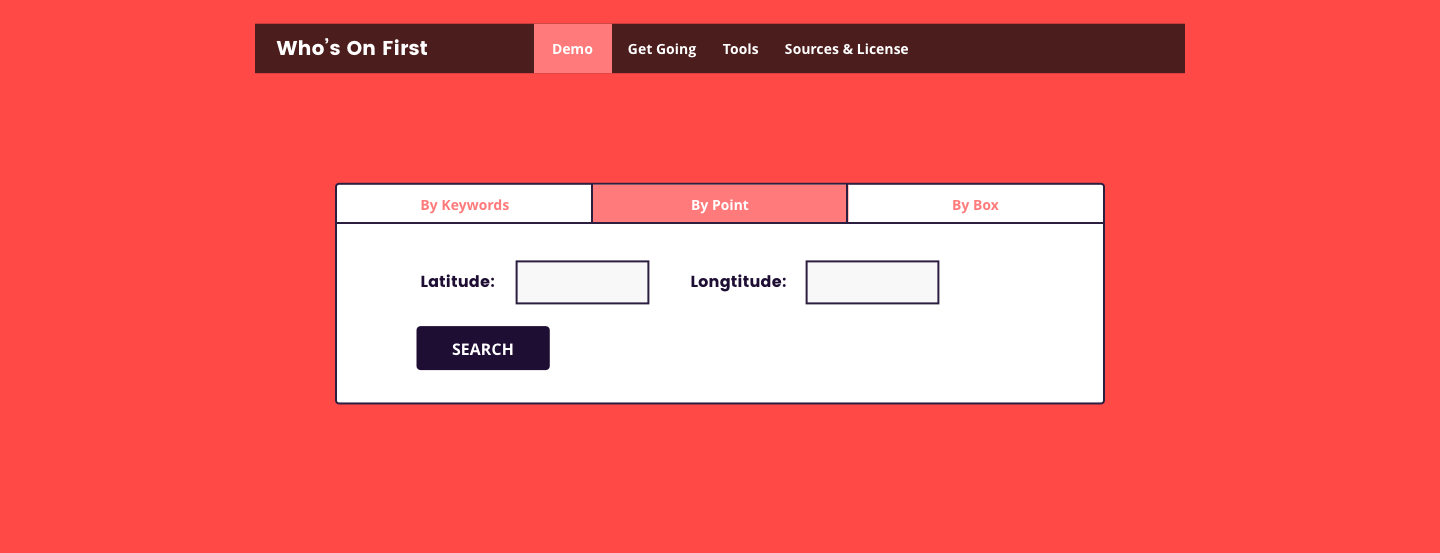 Who's On First Demo Get Going Tools Sources & License
By Keywords By Point By Box
Latitude: Longtitude:
SEARCH